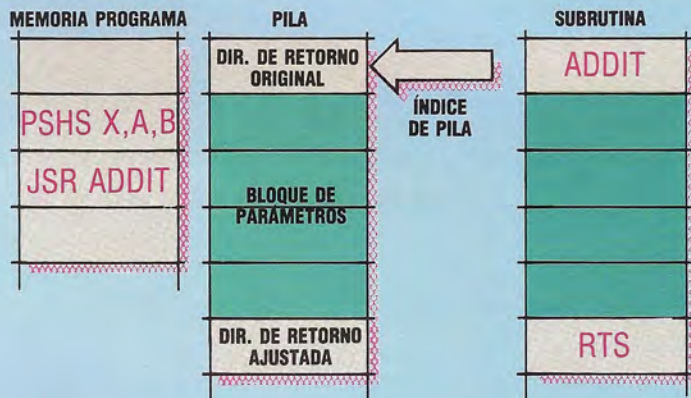 MEMORIA PROGRAMA
PSHS X,A,B
JSR ADDIT
PILA
DIR. DE RETORNO
ORIGINAL
BLOQUE DE
PARÁMETROS
DIR. DE RETORNO
AJUSTADA
ÍNDICE
DE PILA
SUBRUTINA
ADDIT
RTS